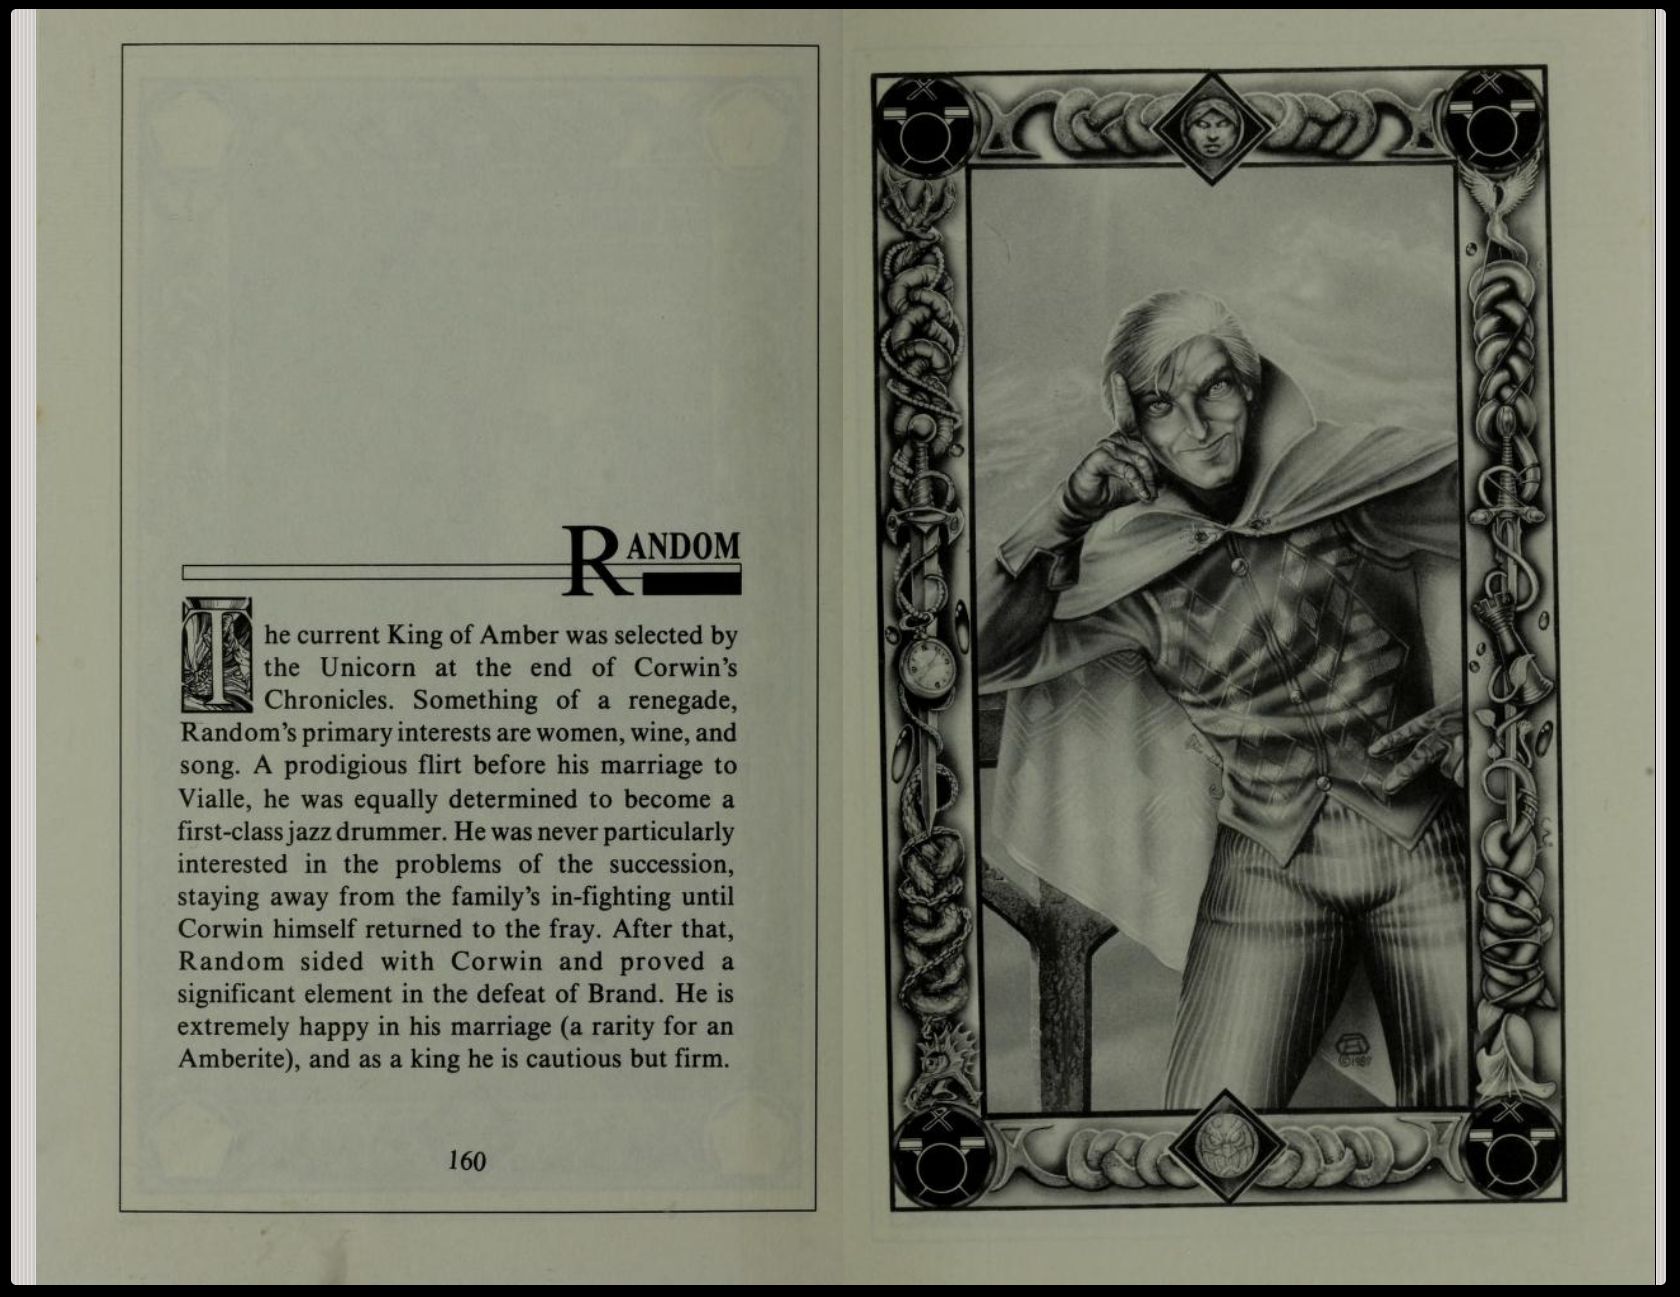 RANDOM
The current King of Amber was selected by
the Unicorn at the end of Corwin's
Chronicles. Something of a renegade,
Random's primary interests are women, wine, and
song. A prodigious flirt before his marriage to
Vialle, he was equally determined to become a
first-class jazz drummer. He was never particularly
interested in the problems of the succession,
staying away from the family's in-fighting until
Corwin himself returned to the fray. After that,
Random sided with Corwin and proved a
significant element in the defeat of Brand. He is
extremely happy in his marriage (a rarity for an
Amberite), and as a king he is cautious but firm.
160
©1987